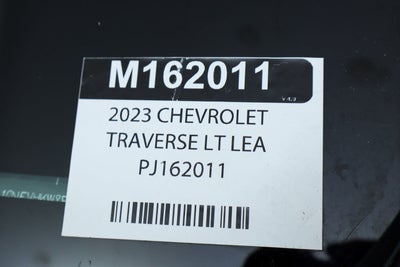 M162011
2023 CHEVROLET
TRAVERSE LT LEA
PJ162011